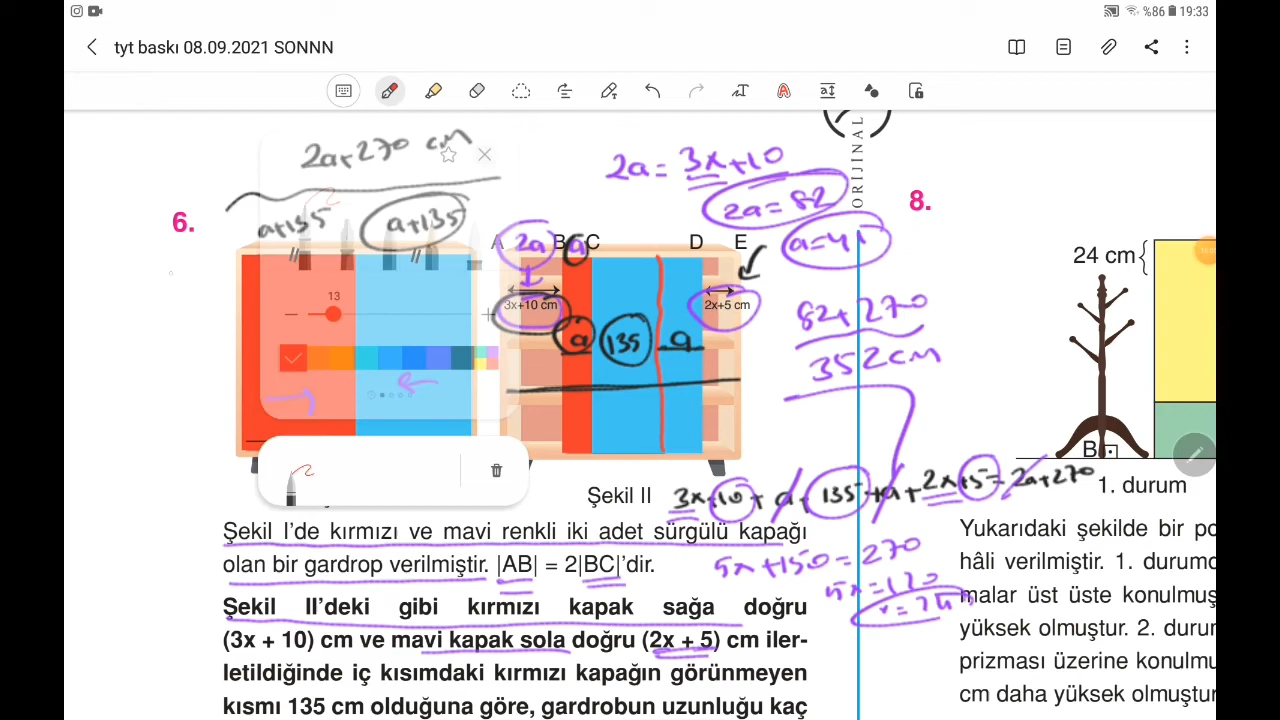 %86 19:33
tyt baskı 08.09.2021 SONNN
ORIJINAL
2a+270 cm
a+135 a+135
2a = 3x+10
2a = 82
a=41
6.
A 2a B a C D E
13
3x+10 cm
2x+5 cm
a 135 a
82+270
352cm
Şekil II
3x+10 + a + 135 + a + 2x+5 = 2a+270
5x+150 = 270
5x = 120
x = 24
Şekil I’de kırmızı ve mavi renkli iki adet sürgülü kapağı
olan bir gardrop verilmiştir. |AB| = 2|BC|’dir.
Şekil II’deki gibi kırmızı kapak sağa doğru
(3x + 10) cm ve mavi kapak sola doğru (2x + 5) cm iler-
letildiğinde iç kısımdaki kırmızı kapağın görünmeyen
kısmı 135 cm olduğuna göre, gardrobun uzunluğu kaç
8.
24 cm
B
1. durum
Yukarıdaki şekilde bir po
hâli verilmiştir. 1. durumd
malar üst üste konulmuş
yüksek olmuştur. 2. durur
prizması üzerine konulmu
cm daha yüksek olmuştur